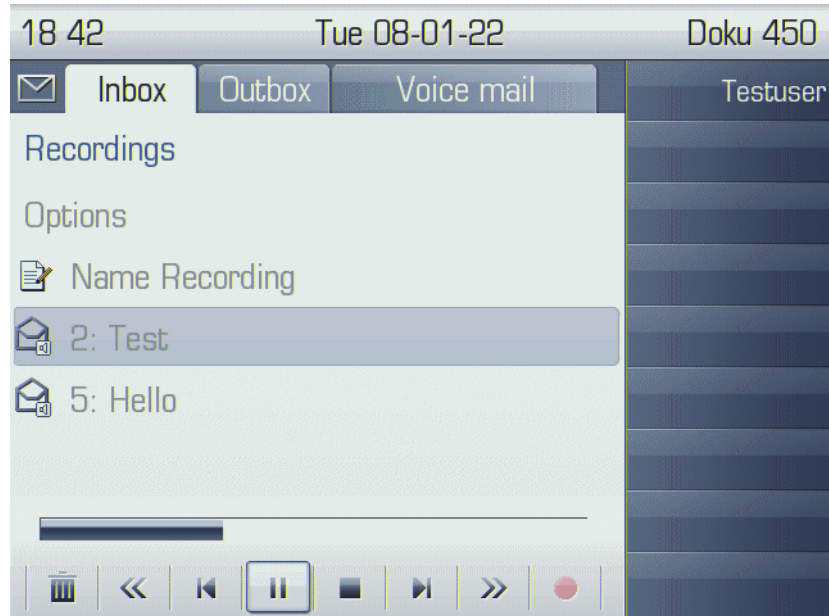 18 42 Tue 08-01-22 Doku 450
Inbox Outbox Voice mail Testuser
Recordings
Options
Name Recording
2: Test
5: Hello